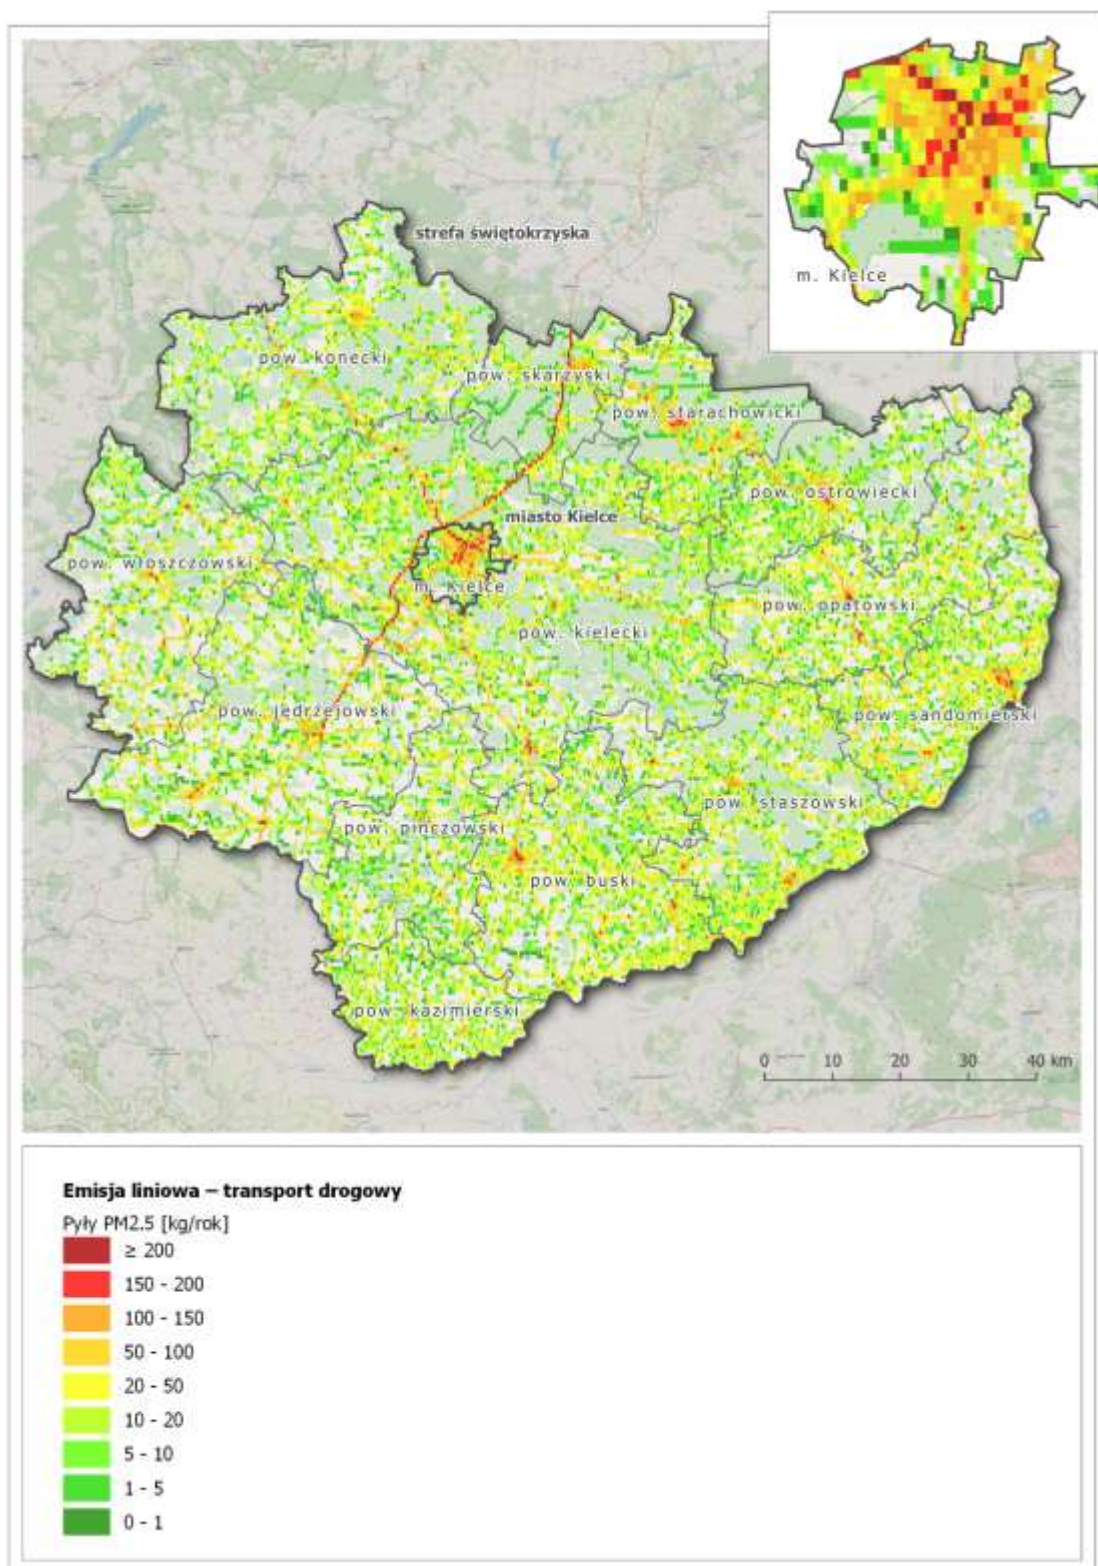 strefa świętokrzyska
m. Kielce
pow. konecki
pow. skarżyski
pow. starachowicki
pow. ostrowiecki
miasto Kielce
pow. włoszczowski
m. Kielce
pow. opatowski
pow. kielecki
pow. jędrzejowski
pow. sandomierski
pow. staszowski
pow. pińczowski
pow. buski
pow. kazimierski
0 10 20 30 40 km
Emisja liniowa – transport drogowy
Pyły PM2.5 [kg/rok]
≥ 200
150 - 200
100 - 150
50 - 100
20 - 50
10 - 20
5 - 10
1 - 5
0 - 1